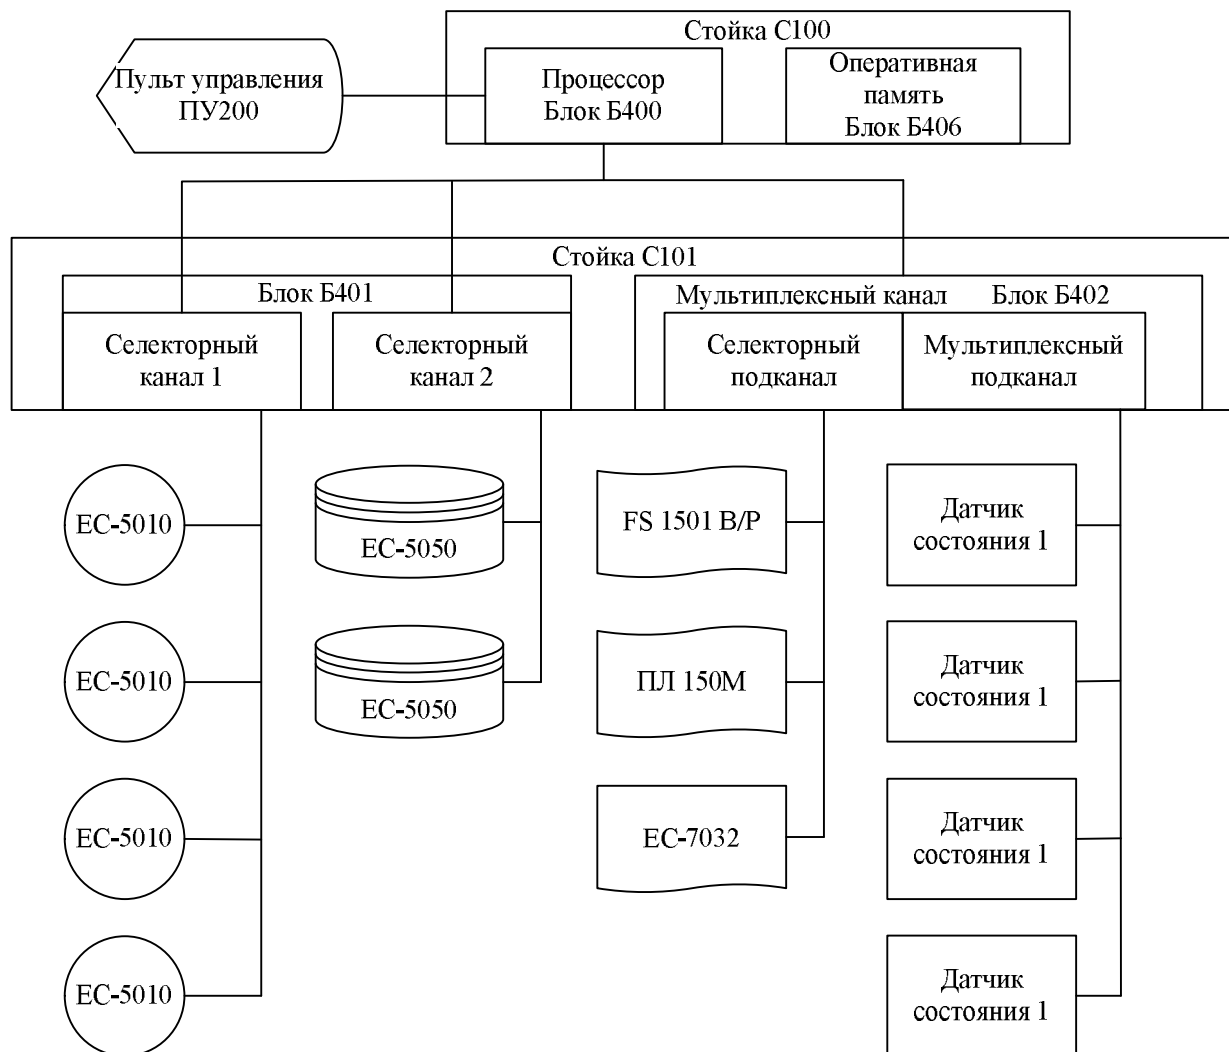 Стойка С100
Пульт управления
ПУ200
Процессор
Блок Б400
Оперативная
память
Блок Б406
Стойка С101
Блок Б401
Мультиплексный канал Блок Б402
Селекторный
канал 1
Селекторный
канал 2
Селекторный
подканал
Мультиплексный
подканал
ЕС-5010
ЕС-5050
FS 1501 B/P
Датчик
состояния 1
ЕС-5010
ЕС-5050
ПЛ 150М
Датчик
состояния 1
ЕС-5010
ЕС-7032
Датчик
состояния 1
ЕС-5010
Датчик
состояния 1